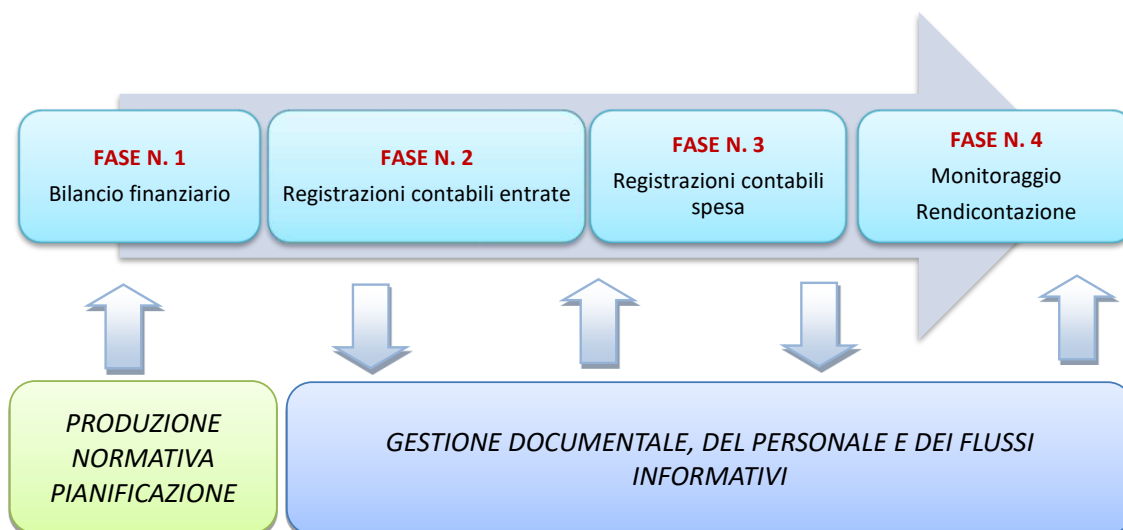 FASE N. 1
Bilancio finanziario
FASE N. 2
Registrazioni contabili entrate
FASE N. 3
Registrazioni contabili
spesa
FASE N. 4
Monitoraggio
Rendicontazione
PRODUZIONE
NORMATIVA
PIANIFICAZIONE
GESTIONE DOCUMENTALE, DEL PERSONALE E DEI FLUSSI
INFORMATIVI